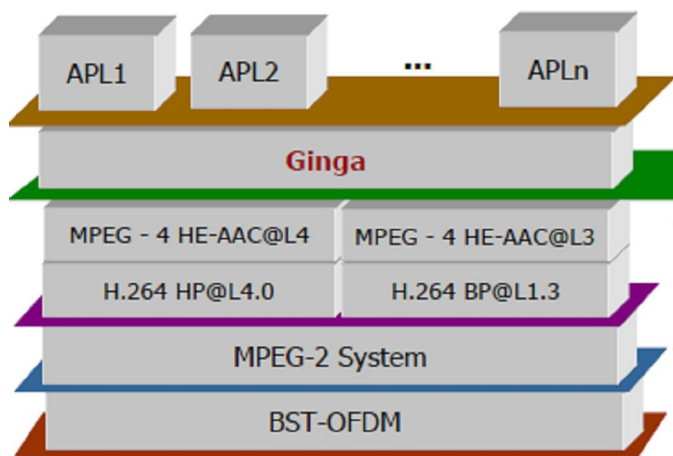 APL1 APL2 ... APLn
Ginga
MPEG - 4 HE-AAC@L4 MPEG - 4 HE-AAC@L3
H.264 HP@L4.0 H.264 BP@L1.3
MPEG-2 System
BST-OFDM